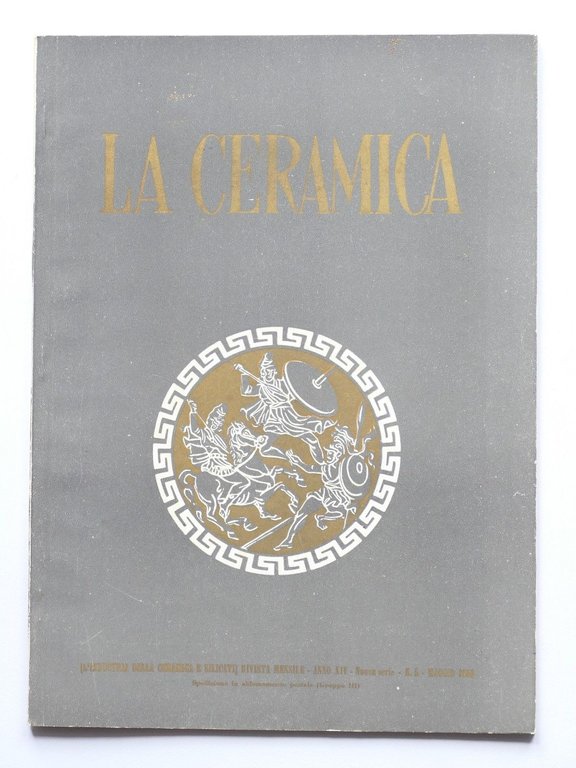 LA CERAMICA
(L'INDUSTRIA DELLA CERAMICA E SILICATI) RIVISTA MENSILE - ANNO XIV - Nuova serie - N. 5 - MAGGIO
Spedizione in abbonamento postale (Gruppo III)